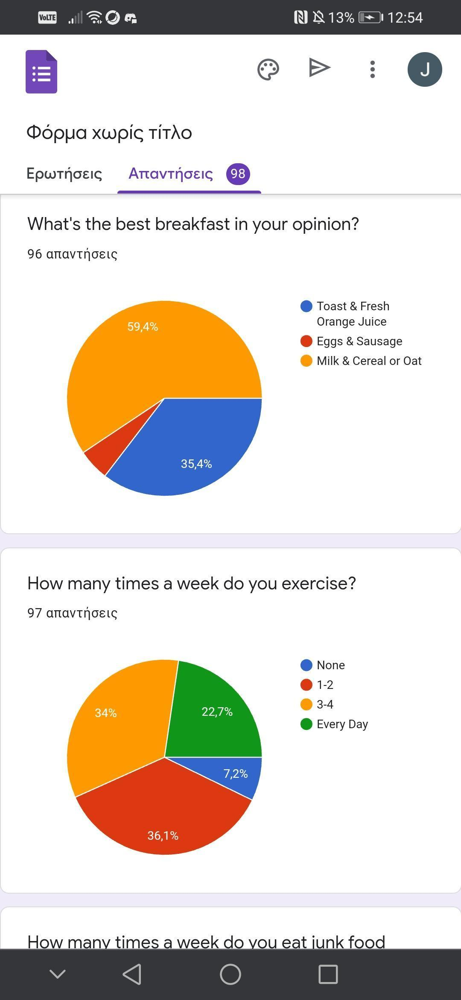 VoLTE 13% 12:54
J
Φόρμα χωρίς τίτλο
Ερωτήσεις Απαντήσεις 98
What's the best breakfast in your opinion?
96 απαντήσεις
59,4%
35,4%
Toast & Fresh
Orange Juice
Eggs & Sausage
Milk & Cereal or Oat
How many times a week do you exercise?
97 απαντήσεις
34%
22,7%
7,2%
36,1%
None
1-2
3-4
Every Day
How many times a week do you eat junk food